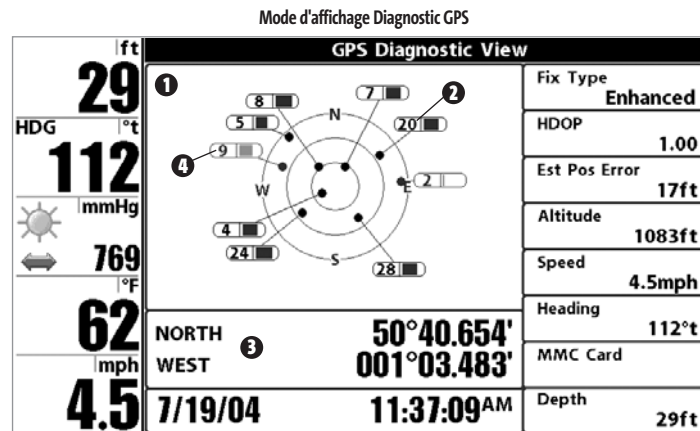 Mode d'affichage Diagnostic GPS
ft
29
HDG °t
112
mmHg
769
°F
62
mph
4.5
GPS Diagnostic View
1
8
7
2
5
N
20
4
9
W
E
2
4
24
S
28
NORTH 50°40.654'
3
WEST 001°03.483'
7/19/04 11:37:09AM
Fix Type
Enhanced
HDOP
1.00
Est Pos Error
17ft
Altitude
1083ft
Speed
4.5mph
Heading
112°t
MMC Card
Depth
29ft